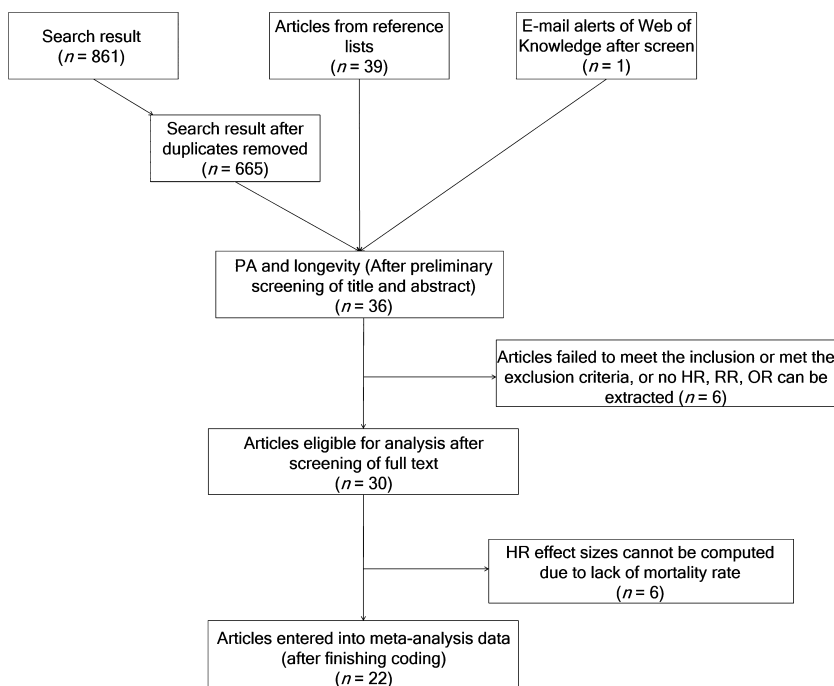 Search result
(n = 861)
Articles from reference
lists
(n = 39)
E-mail alerts of Web of
Knowledge after screen
(n = 1)
Search result after
duplicates removed
(n = 665)
PA and longevity (After preliminary
screening of title and abstract)
(n = 36)
Articles failed to meet the inclusion or met the
exclusion criteria, or no HR, RR, OR can be
extracted (n = 6)
Articles eligible for analysis after
screening of full text
(n = 30)
HR effect sizes cannot be computed
due to lack of mortality rate
(n = 6)
Articles entered into meta-analysis data
(after finishing coding)
(n = 22)